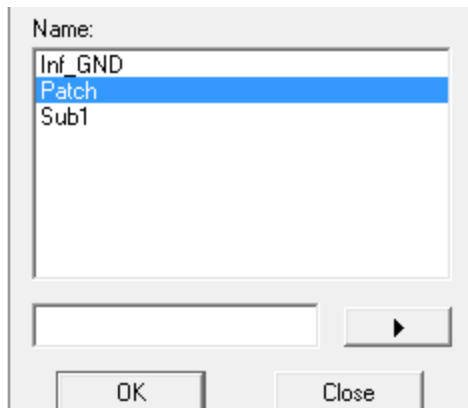 Name:
Inf_GND
Patch
Sub1
OK
Close